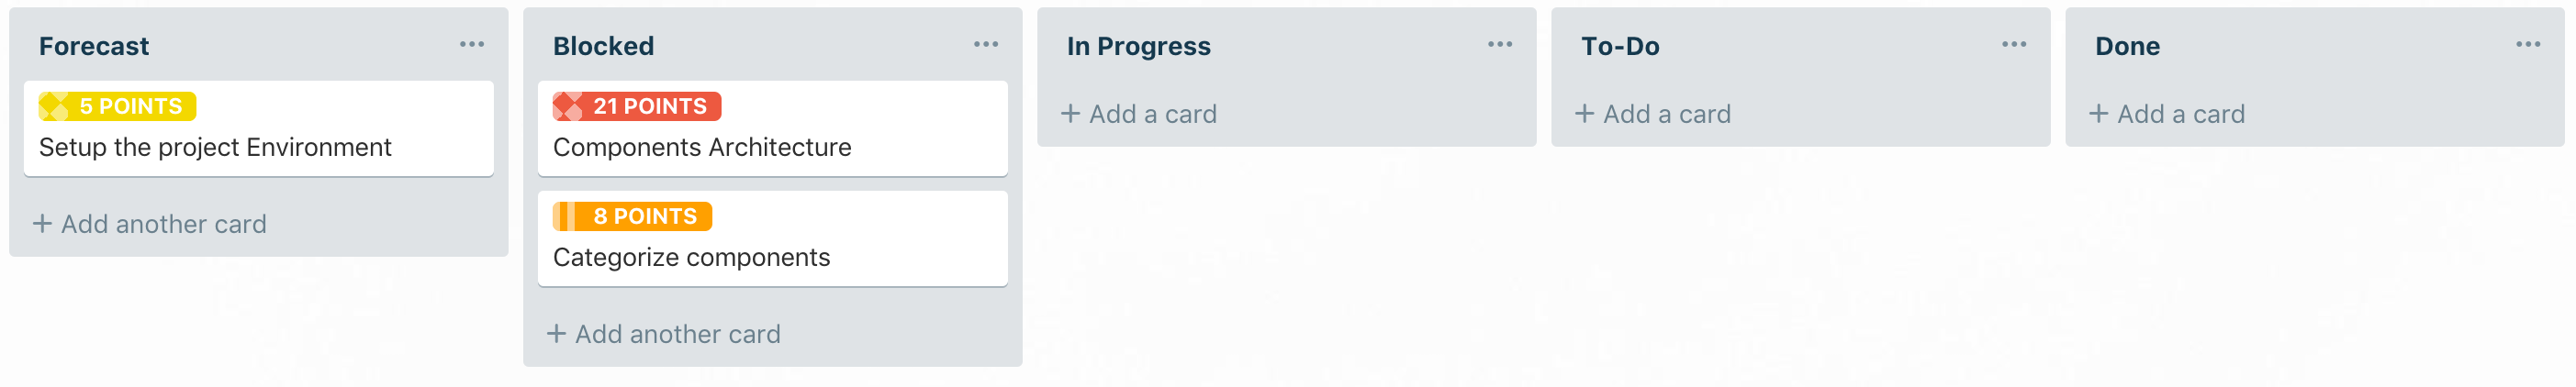 Forecast
5 POINTS
Setup the project Environment
+ Add another card
Blocked
21 POINTS
Components Architecture
8 POINTS
Categorize components
+ Add another card
In Progress
+ Add a card
To-Do
+ Add a card
Done
+ Add a card